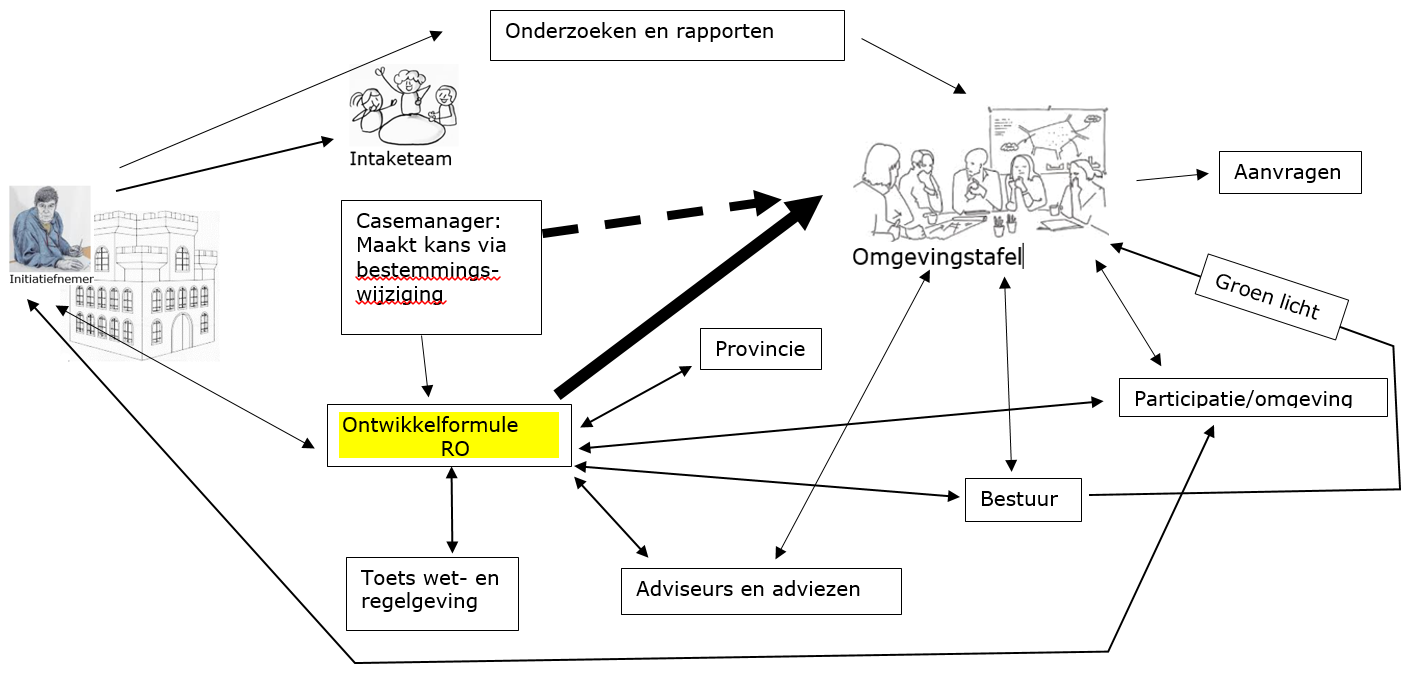 Onderzoeken en rapporten
Intaketeam
Aanvragen
Initiatiefnemer
Casemanager:
Maakt kans via
bestemmings-
wijziging
Omgevingstafel
Groen licht
Provincie
Participatie/omgeving
Ontwikkelformule
RO
Bestuur
Toets wet- en
regelgeving
Adviseurs en adviezen